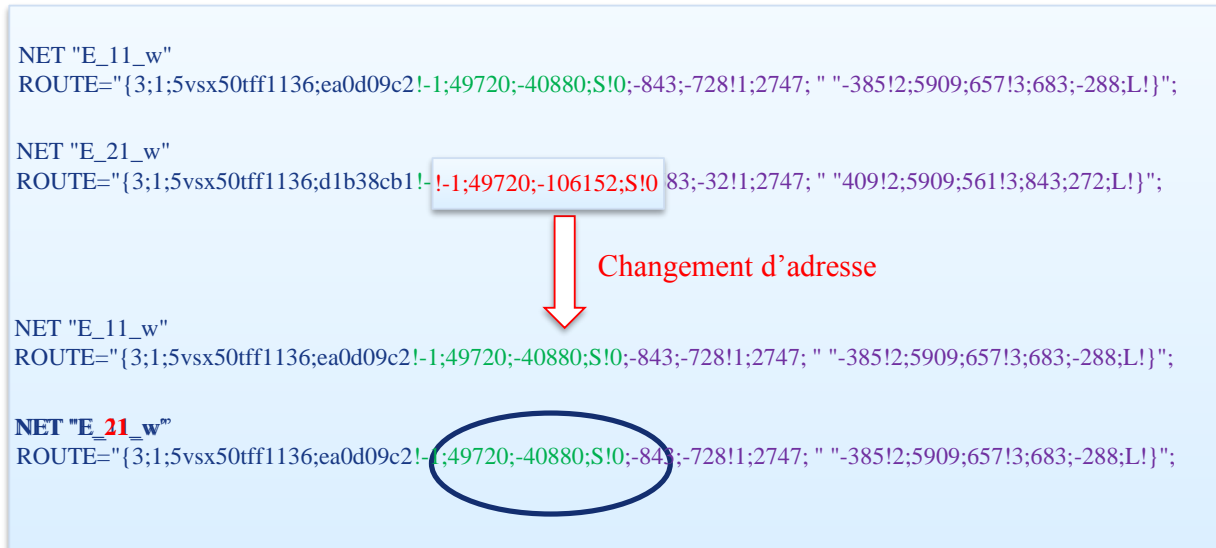 NET "E_11_w"
ROUTE="{3;1;5vsx50tff1136;ea0d09c2!-1;49720;-40880;S!0;-843;-728!1;2747; " "-385!2;5909;657!3;683;-288;L!}";
NET "E_21_w"
ROUTE="{3;1;5vsx50tff1136;d1b38cb1!- !-1;49720;-106152;S!0 83;-32!1;2747; " "409!2;5909;561!3;843;272;L!}";
Changement d’adresse
NET "E_11_w"
ROUTE="{3;1;5vsx50tff1136;ea0d09c2!-1;49720;-40880;S!0;-843;-728!1;2747; " "-385!2;5909;657!3;683;-288;L!}";
NET "E_21_w"
ROUTE="{3;1;5vsx50tff1136;ea0d09c2!-1;49720;-40880;S!0;-843;-728!1;2747; " "-385!2;5909;657!3;683;-288;L!}";